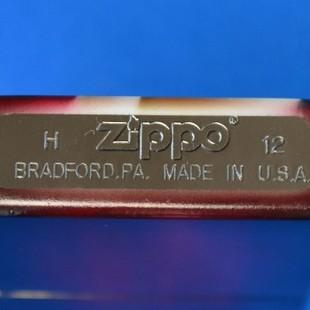 H Zippo® 12
BRADFORD.PA. MADE IN U.S.A.